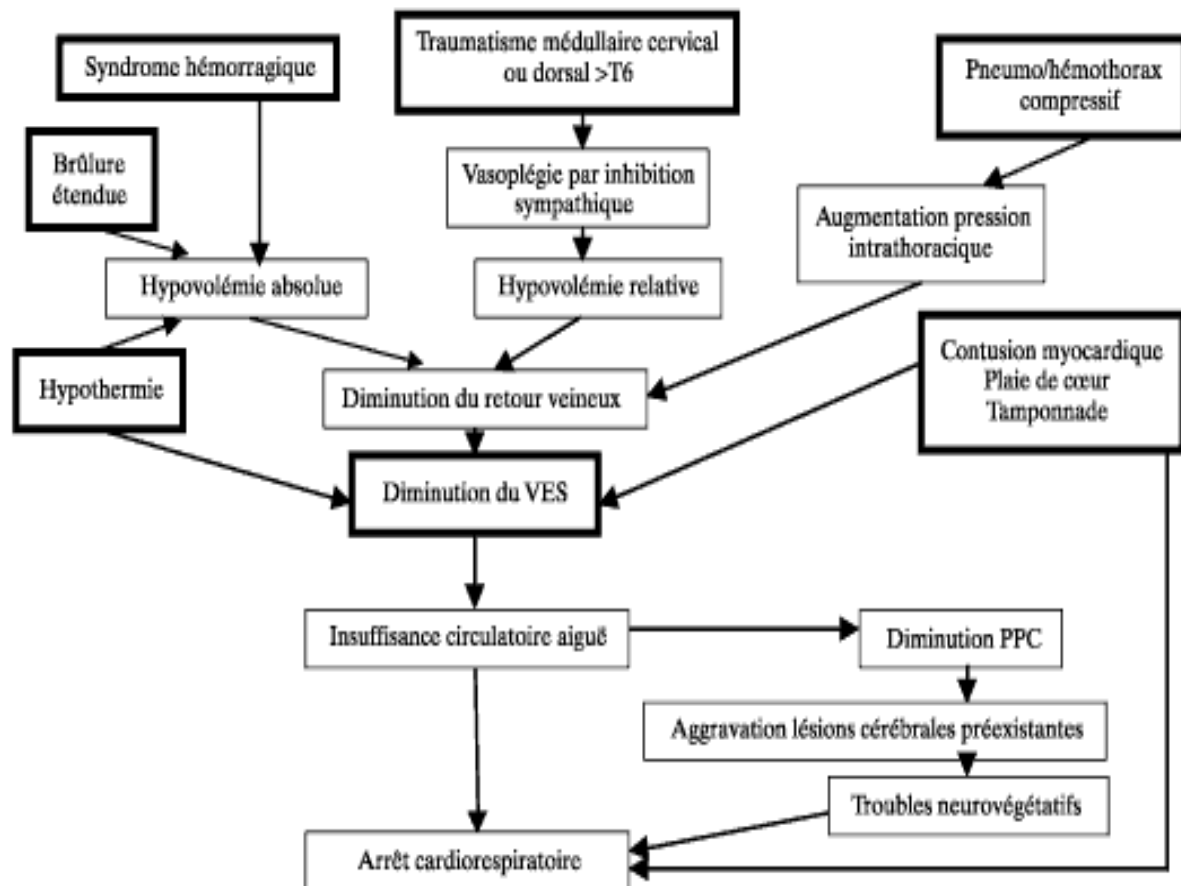 Syndrome hémorragique
Traumatisme médullaire cervical
ou dorsal >T6
Pneumo/hémothorax
compressif
Brûlure
étendue
Vasoplégie par inhibition
sympathique
Augmentation pression
intrathoracique
Hypovolémie absolue
Hypovolémie relative
Hypothermie
Diminution du retour veineux
Contusion myocardique
Plaie de cœur
Tamponnade
Diminution du VES
Insuffisance circulatoire aiguë
Diminution PPC
Aggravation lésions cérébrales préexistantes
Troubles neurovégétatifs
Arrêt cardiorespiratoire